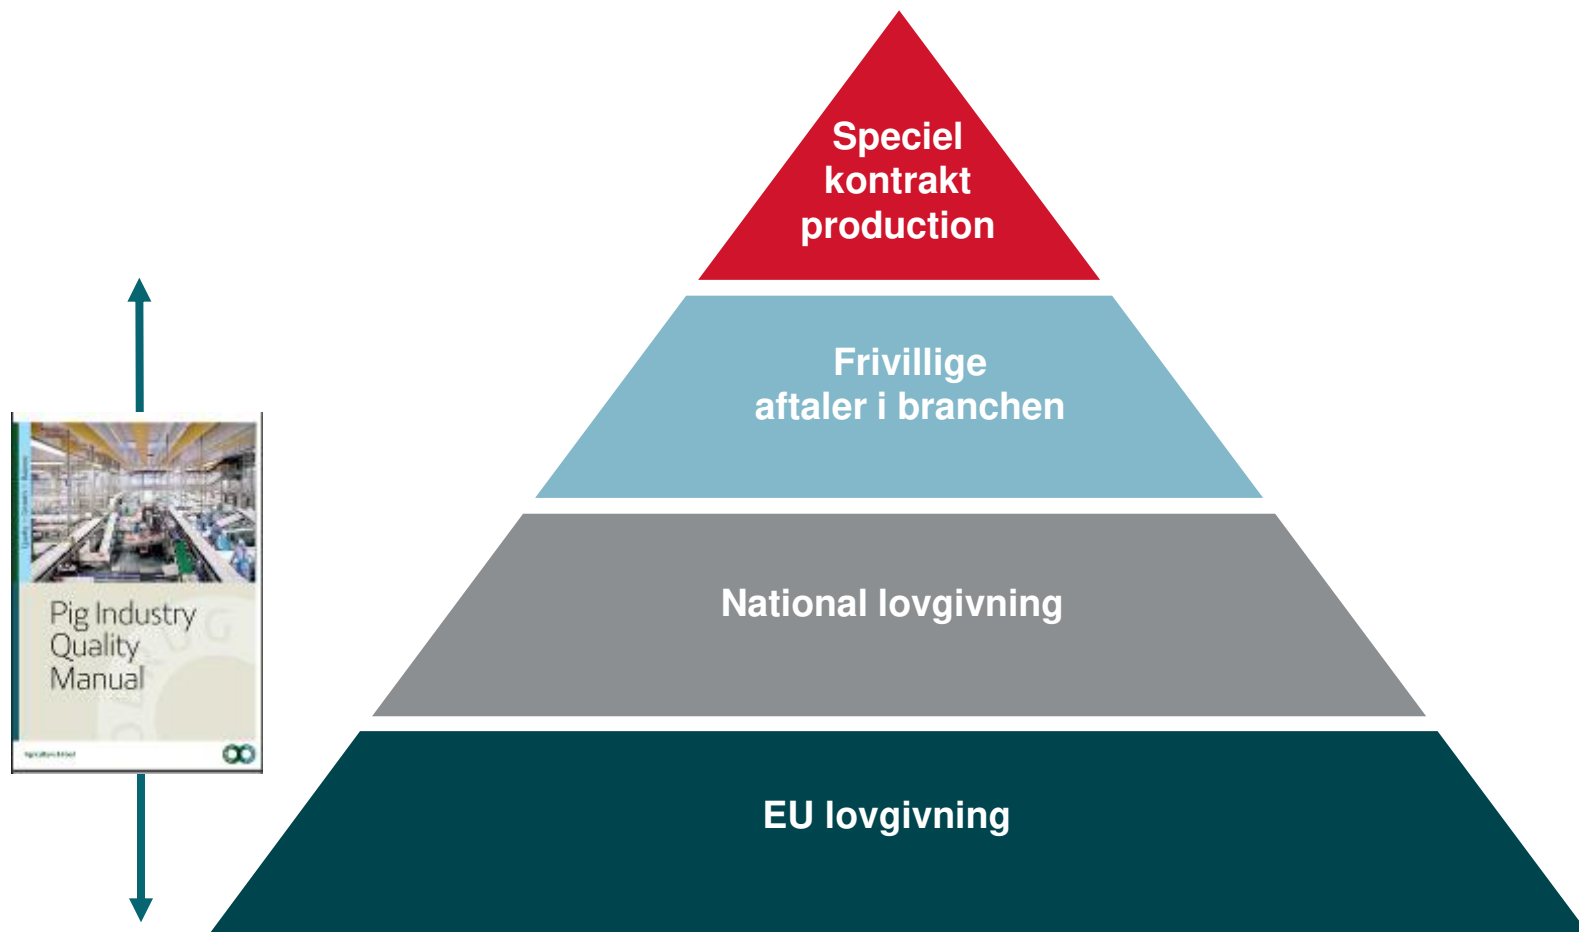 Speciel
kontrakt
production
Frivillige
aftaler i branchen
National lovgivning
EU lovgivning
Pig Industry
Quality
Manual